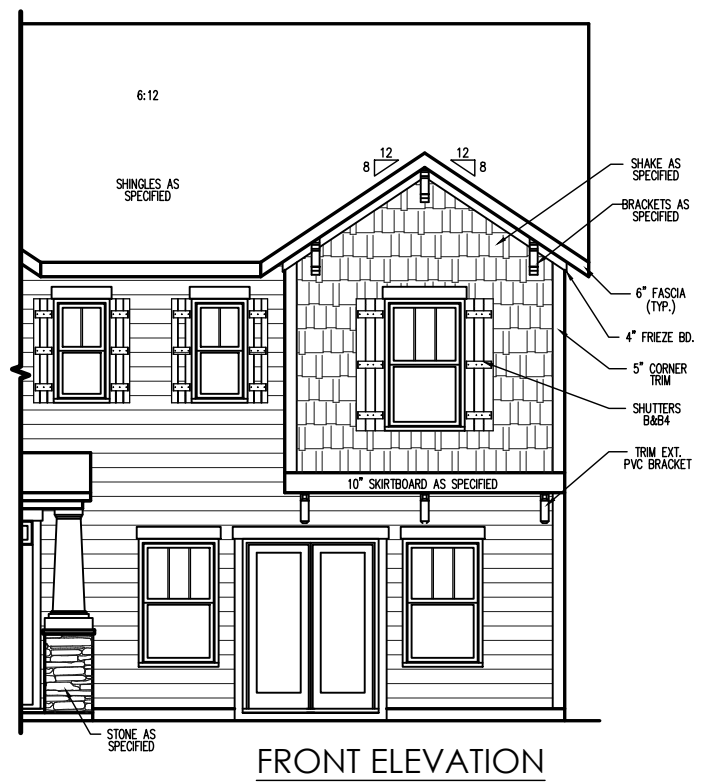 6:12
12
8
12
8
SHINGLES AS
SPECIFIED
SHAKE AS
SPECIFIED
BRACKETS AS
SPECIFIED
6" FASCIA
(TYP.)
4" FRIEZE BD.
5" CORNER
TRIM
SHUTTERS
B&B4
TRIM EXT.
PVC BRACKET
10" SKIRTBOARD AS SPECIFIED
STONE AS
SPECIFIED
FRONT ELEVATION